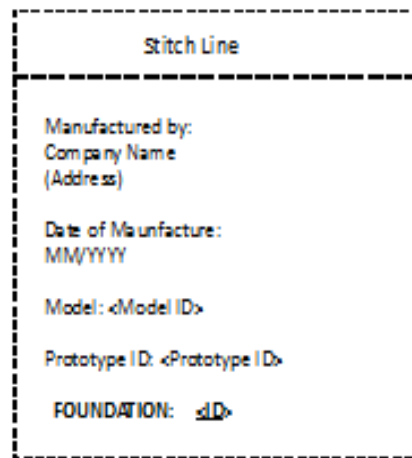 Stitch Line
Manufactured by:
Company Name
(Address)
Date of Maunfacture:
MM/YYYY
Model: <Model ID>
Prototype ID: <Prototype ID>
FOUNDATION: <ID>